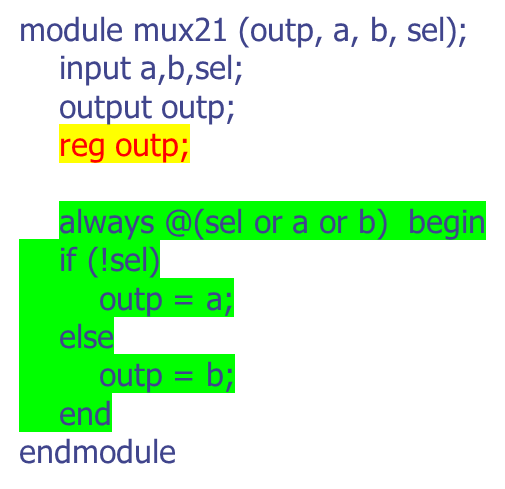 module mux21 (outp, a, b, sel);
input a,b,sel;
output outp;
reg outp;
always @(sel or a or b)  begin
if (!sel)
outp = a;
else
outp = b;
end
endmodule